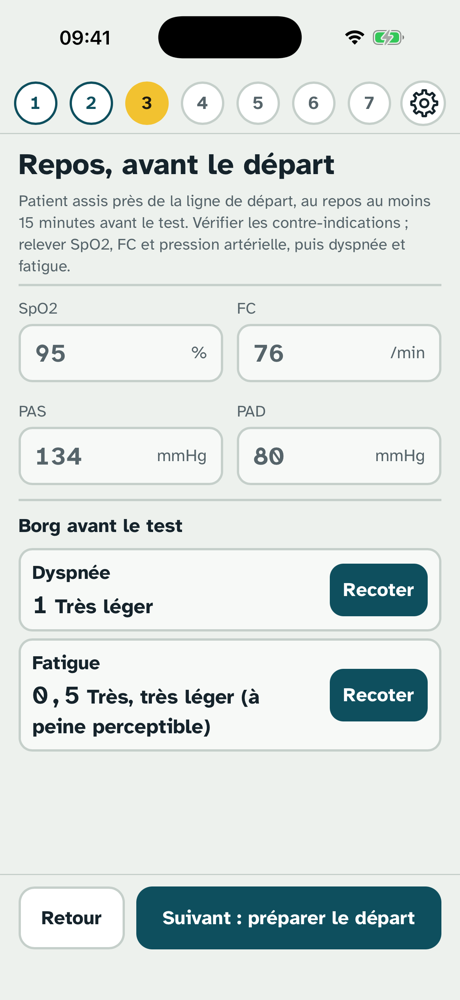 09:41
1 2 3 4 5 6 7
Repos, avant le départ
Patient assis près de la ligne de départ, au repos au moins
15 minutes avant le test. Vérifier les contre-indications ;
relever SpO2, FC et pression artérielle, puis dyspnée et
fatigue.
SpO2 FC
95 % 76 /min
PAS PAD
134 mmHg 80 mmHg
Borg avant le test
Dyspnée
1 Très léger
Recoter
Fatigue
0,5 Très, très léger (à
peine perceptible)
Recoter
Retour Suivant : préparer le départ